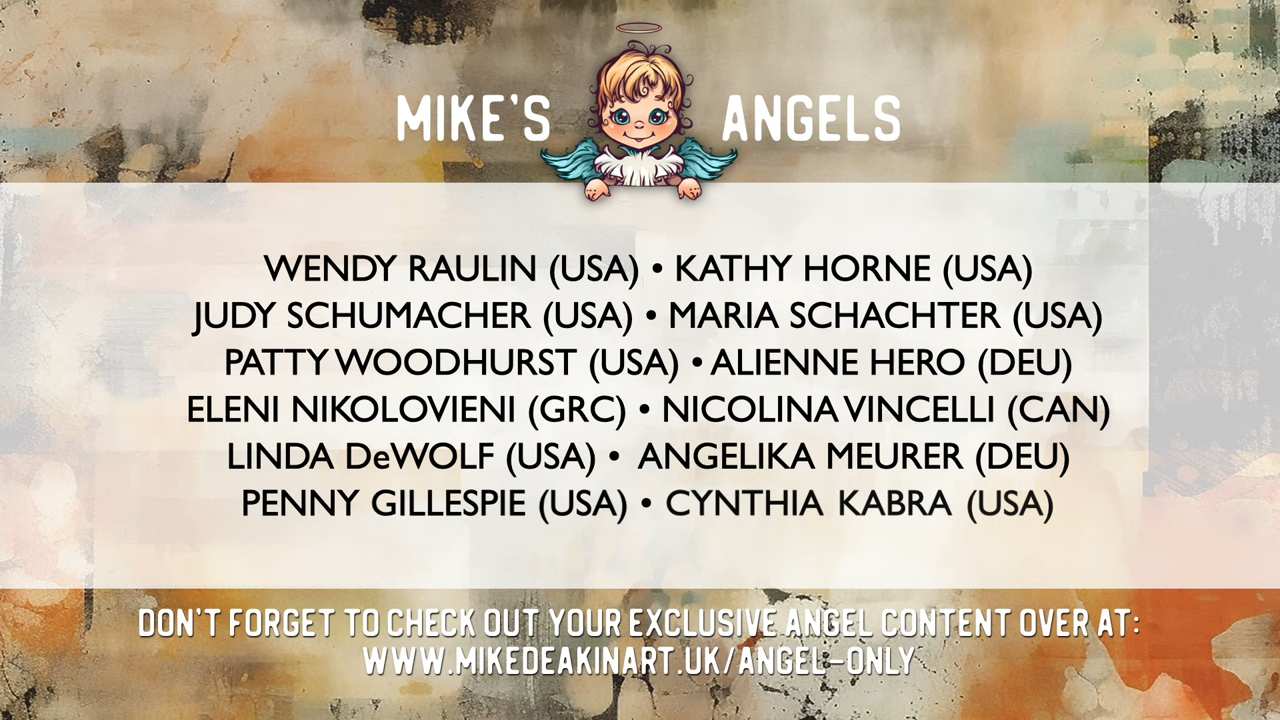 MIKE'S ANGELS
WENDY RAULIN (USA) • KATHY HORNE (USA)
JUDY SCHUMACHER (USA) • MARIA SCHACHTER (USA)
PATTY WOODHURST (USA) • ALIENNE HERO (DEU)
ELENI NIKOLOVIENI (GRC) • NICOLINA VINCELLI (CAN)
LINDA DeWOLF (USA) • ANGELIKA MEURER (DEU)
PENNY GILLESPIE (USA) • CYNTHIA KABRA (USA)
DON'T FORGET TO CHECK OUT YOUR EXCLUSIVE ANGEL CONTENT OVER AT:
WWW.MIKEDEAKINART.UK/ANGEL-ONLY